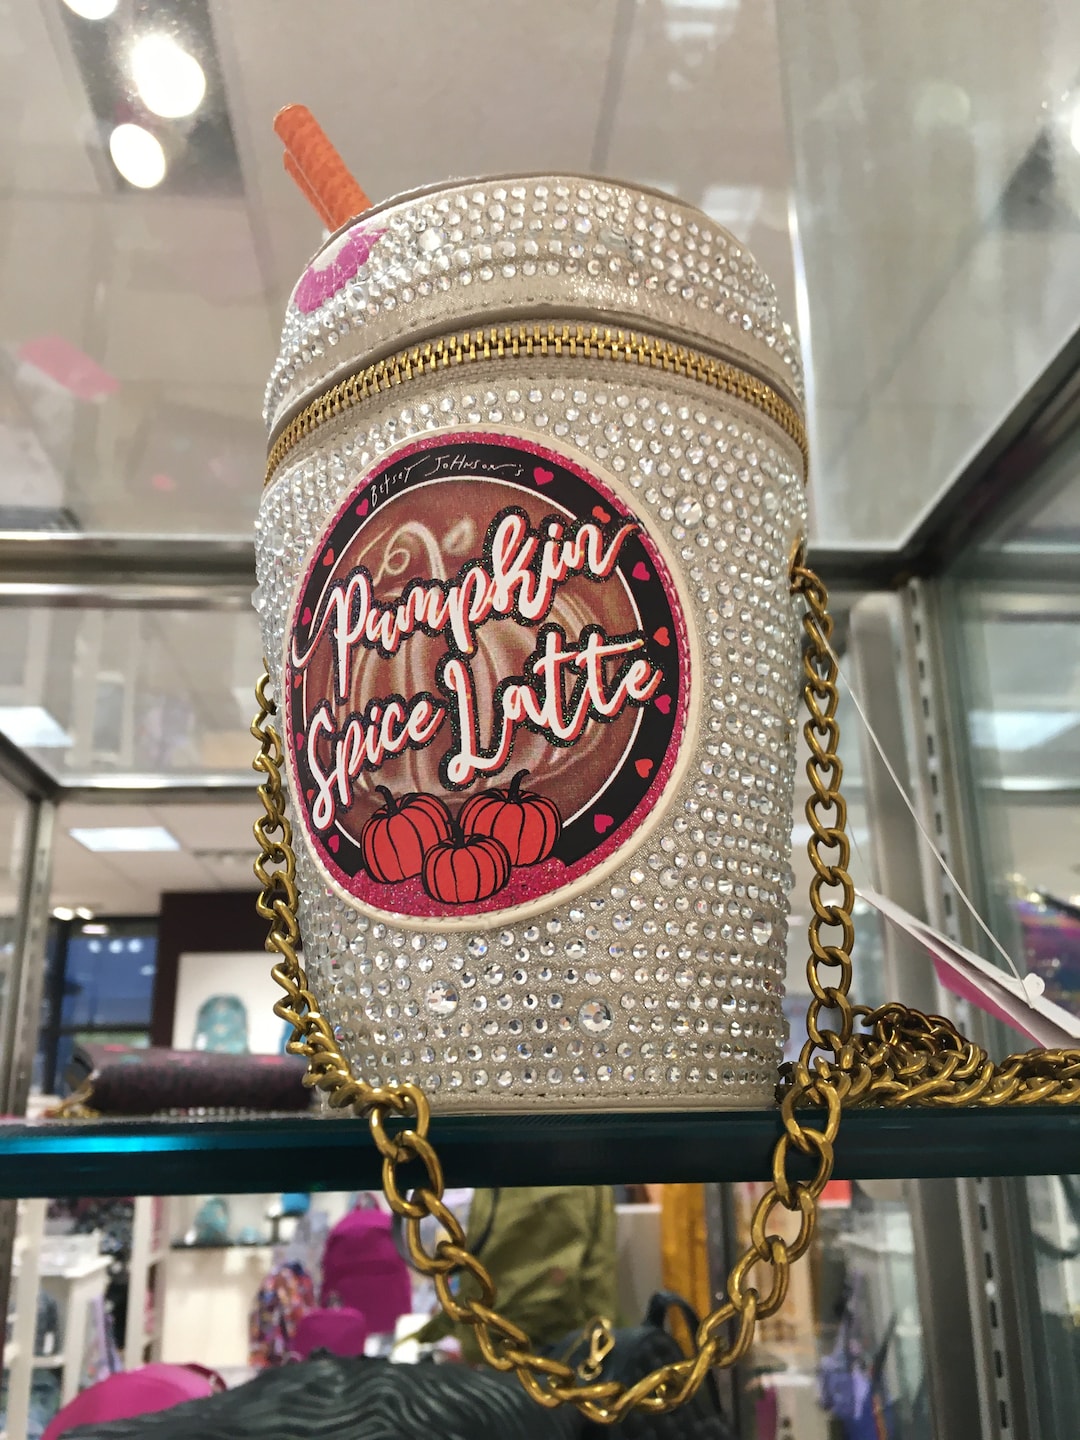 Betsey Johnson's
Pumpkin
Spice Latte